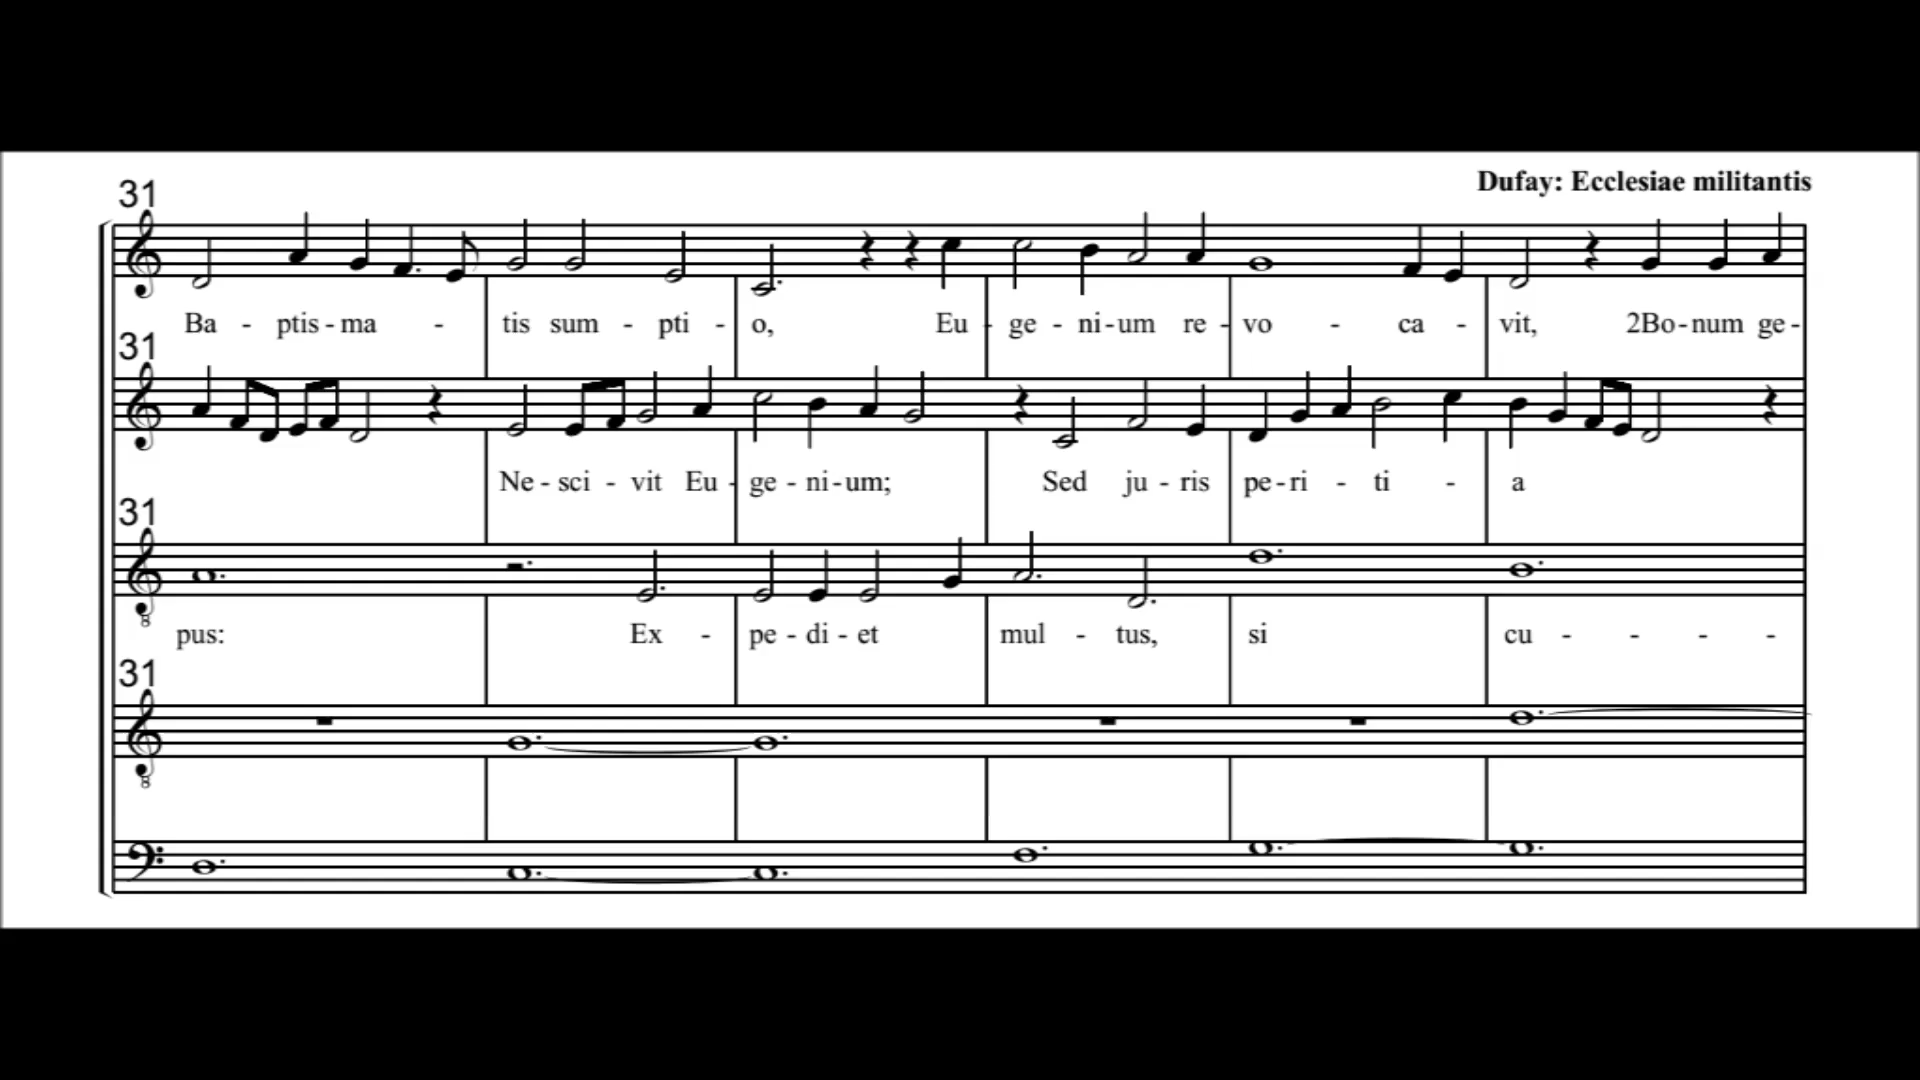 Dufay: Ecclesiae militantis
31
Ba - ptis - ma - tis sum - pti - o, Eu - ge - ni - um re - vo - ca - vit, 2Bo - num ge -
31
Ne - sci - vit Eu - ge - ni - um; Sed ju - ris pe - ri - ti - a
31
pus: Ex - pe - di - et mul - tus, si cu - - - -
31